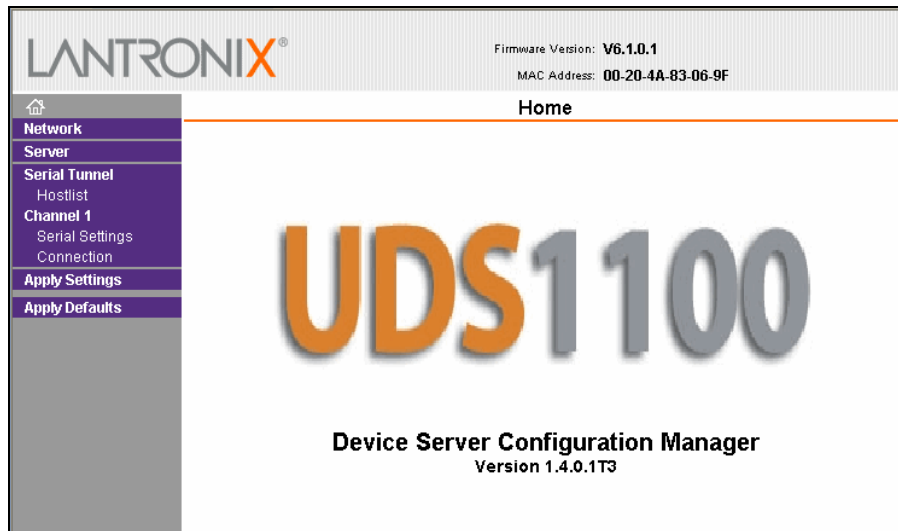 LANTRONIX®
Firmware Version: V6.1.0.1
MAC Address: 00-20-4A-83-06-9F
Home
Network
Server
Serial Tunnel
Hostlist
Channel 1
Serial Settings
Connection
Apply Settings
Apply Defaults
UDS1100
Device Server Configuration Manager
Version 1.4.0.1T3